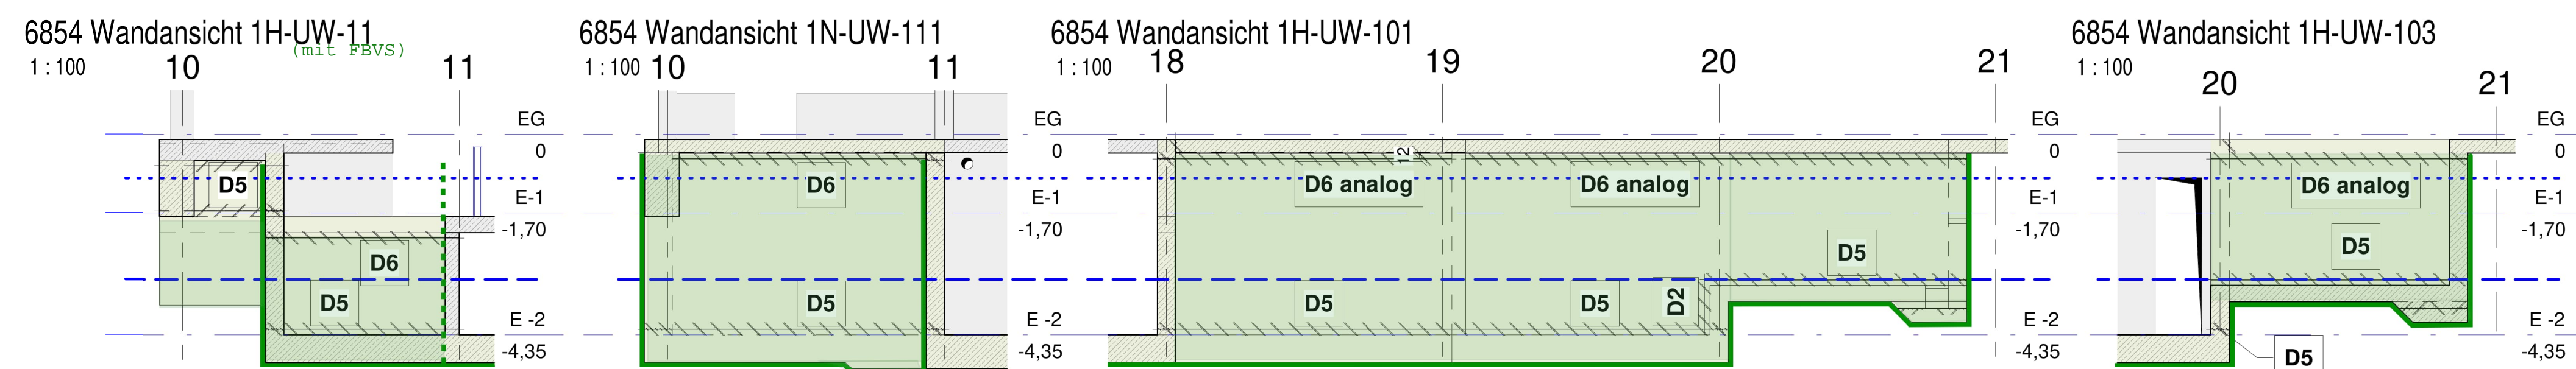 6854 Wandansicht 1H-UW-11
(mit FBVS)
1 : 100
10
11
EG
0
E-1
-1,70
E -2
-4,35
D5
D6
D5
6854 Wandansicht 1N-UW-111
1 : 100
10
11
EG
0
E-1
-1,70
E -2
-4,35
D6
D5
6854 Wandansicht 1H-UW-101
1 : 100
18
19
20
21
EG
0
E-1
-1,70
E -2
-4,35
12
D6 analog
D6 analog
D5
D5
D5
D2
6854 Wandansicht 1H-UW-103
1 : 100
20
21
EG
0
E-1
-1,70
E -2
-4,35
D6 analog
D5
D5